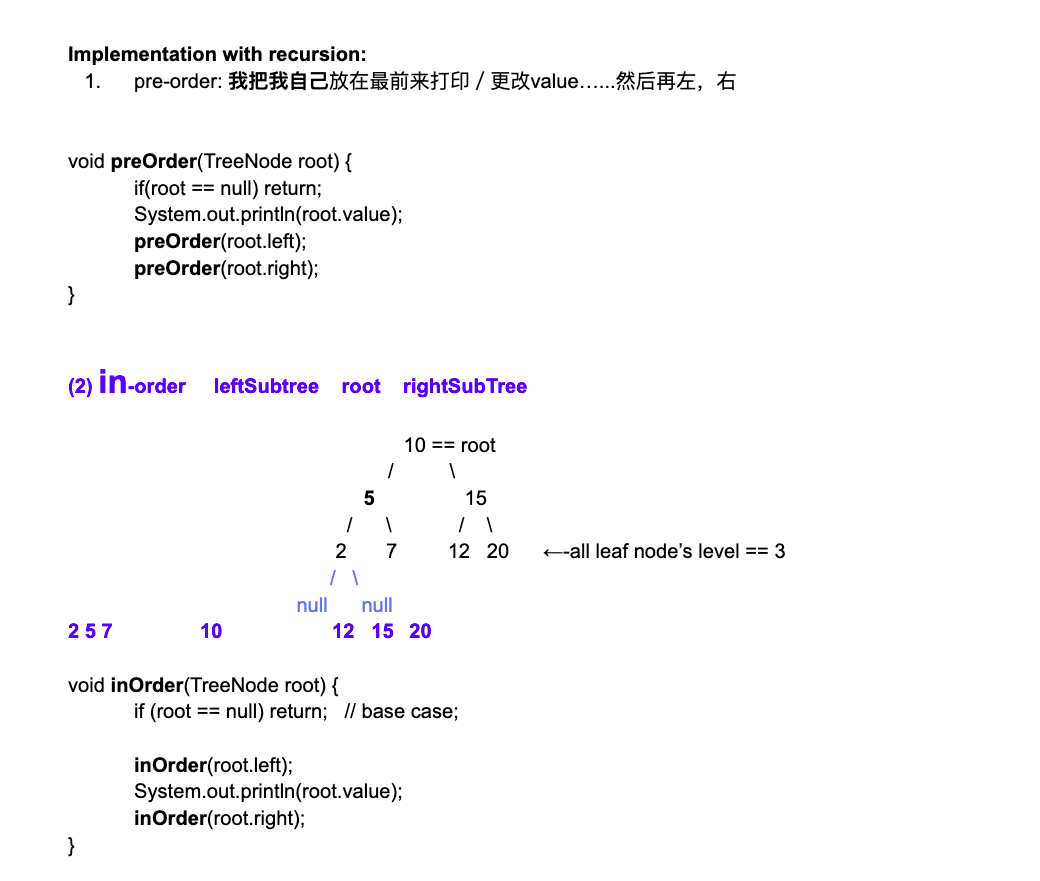 Implementation with recursion:
1. pre-order: 我把我自己放在最前来打印 / 更改value…...然后再左，右
void preOrder(TreeNode root) {
if(root == null) return;
System.out.println(root.value);
preOrder(root.left);
preOrder(root.right);
}
(2) in-order leftSubtree root rightSubTree
10 == root
/ \
5 15
/ \ / \
2 7 12 20 ←-all leaf node’s level == 3
/ \
null null
2 5 7 10 12 15 20
void inOrder(TreeNode root) {
if (root == null) return; // base case;
inOrder(root.left);
System.out.println(root.value);
inOrder(root.right);
}